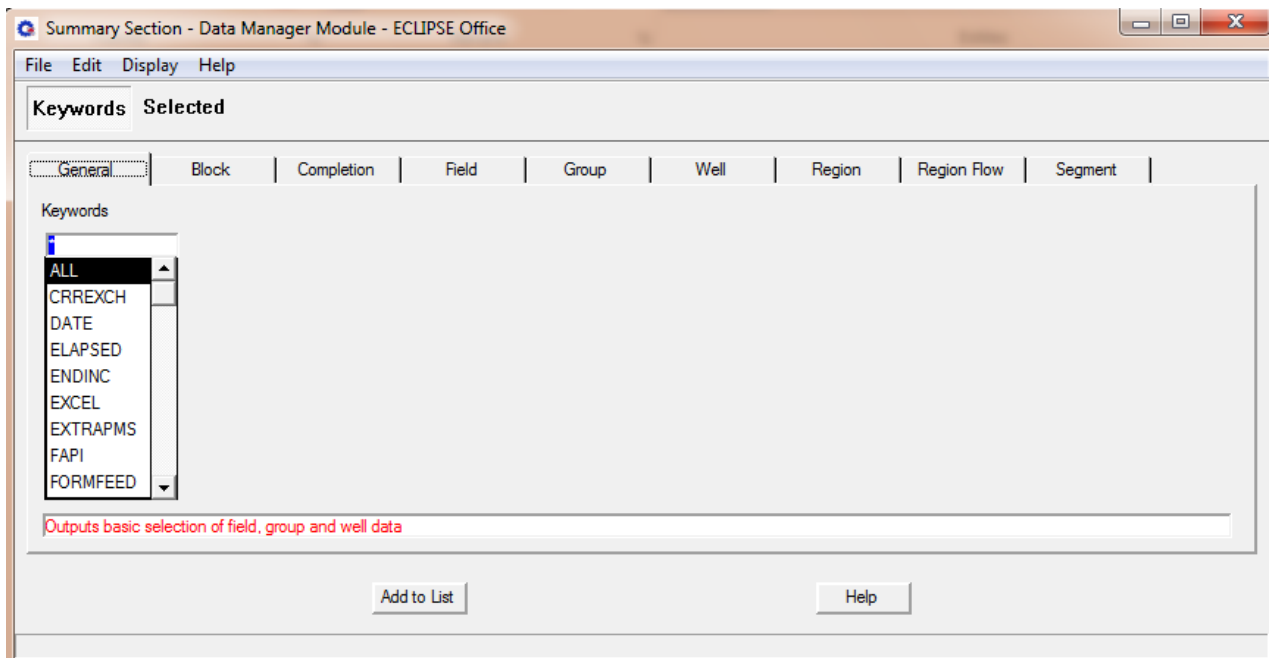 Summary Section - Data Manager Module - ECLIPSE Office
File Edit Display Help
Keywords Selected
General Block Completion Field Group Well Region Region Flow Segment
Keywords
*
ALL
CRREXCH
DATE
ELAPSED
ENDINC
EXCEL
EXTRAPMS
FAPI
FORMFEED
Outputs basic selection of field, group and well data
Add to List Help